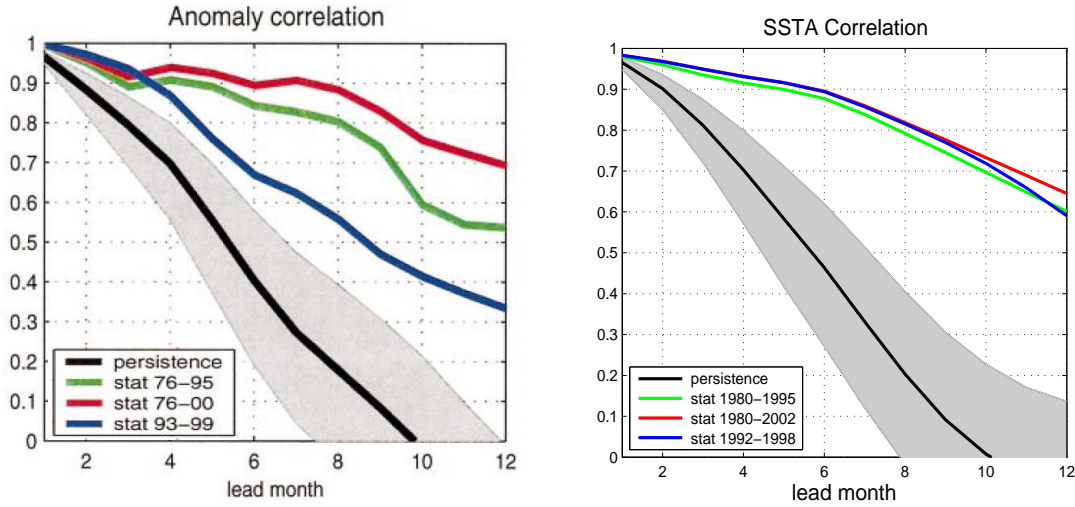 Anomaly correlation
1
0.9
0.8
0.7
0.6
0.5
0.4
0.3
0.2
0.1
0
persistence
stat 76-95
stat 76-00
stat 93-99
2
4
6
8
10
12
lead month
SSTA Correlation
1
0.9
0.8
0.7
0.6
0.5
0.4
0.3
0.2
0.1
0
persistence
stat 1980-1995
stat 1980-2002
stat 1992-1998
2
4
6
8
10
12
lead month